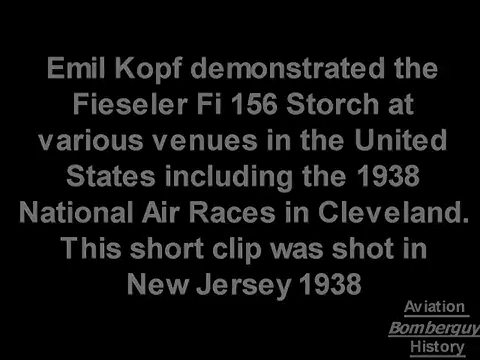 Emil Kopf demonstrated the
Fieseler Fi 156 Storch at
various venues in the United
States including the 1938
National Air Races in Cleveland.
This short clip was shot in
New Jersey 1938
Aviation
Bomberguy
History